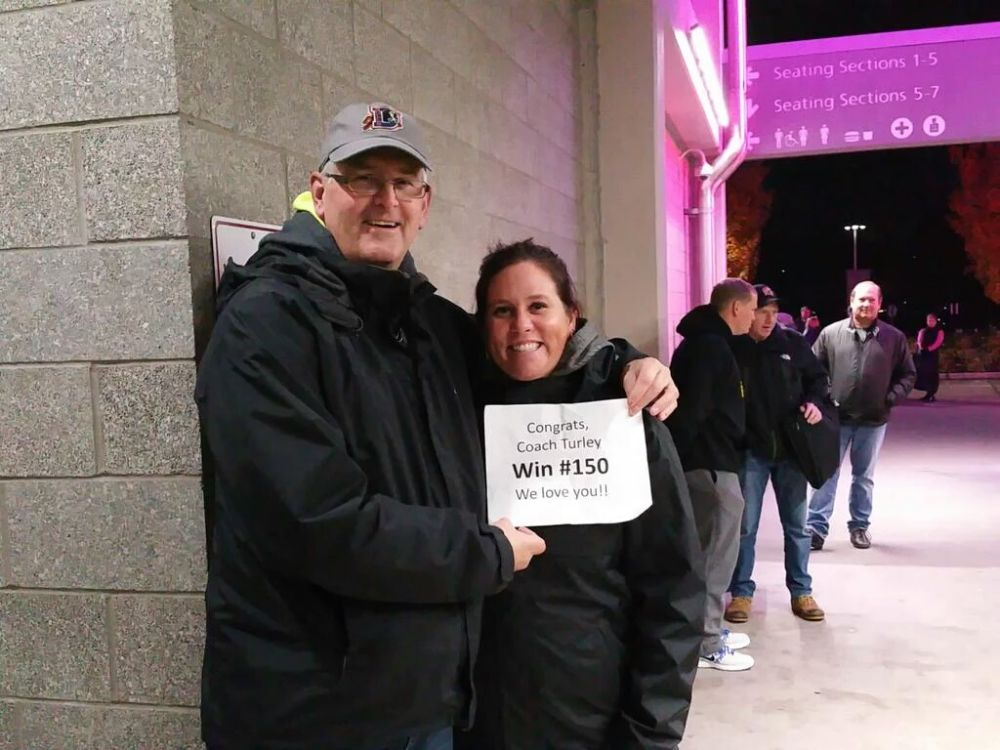 Seating Sections 1-5
Seating Sections 5-7
Congrats,
Coach Turley
Win #150
We love you!!